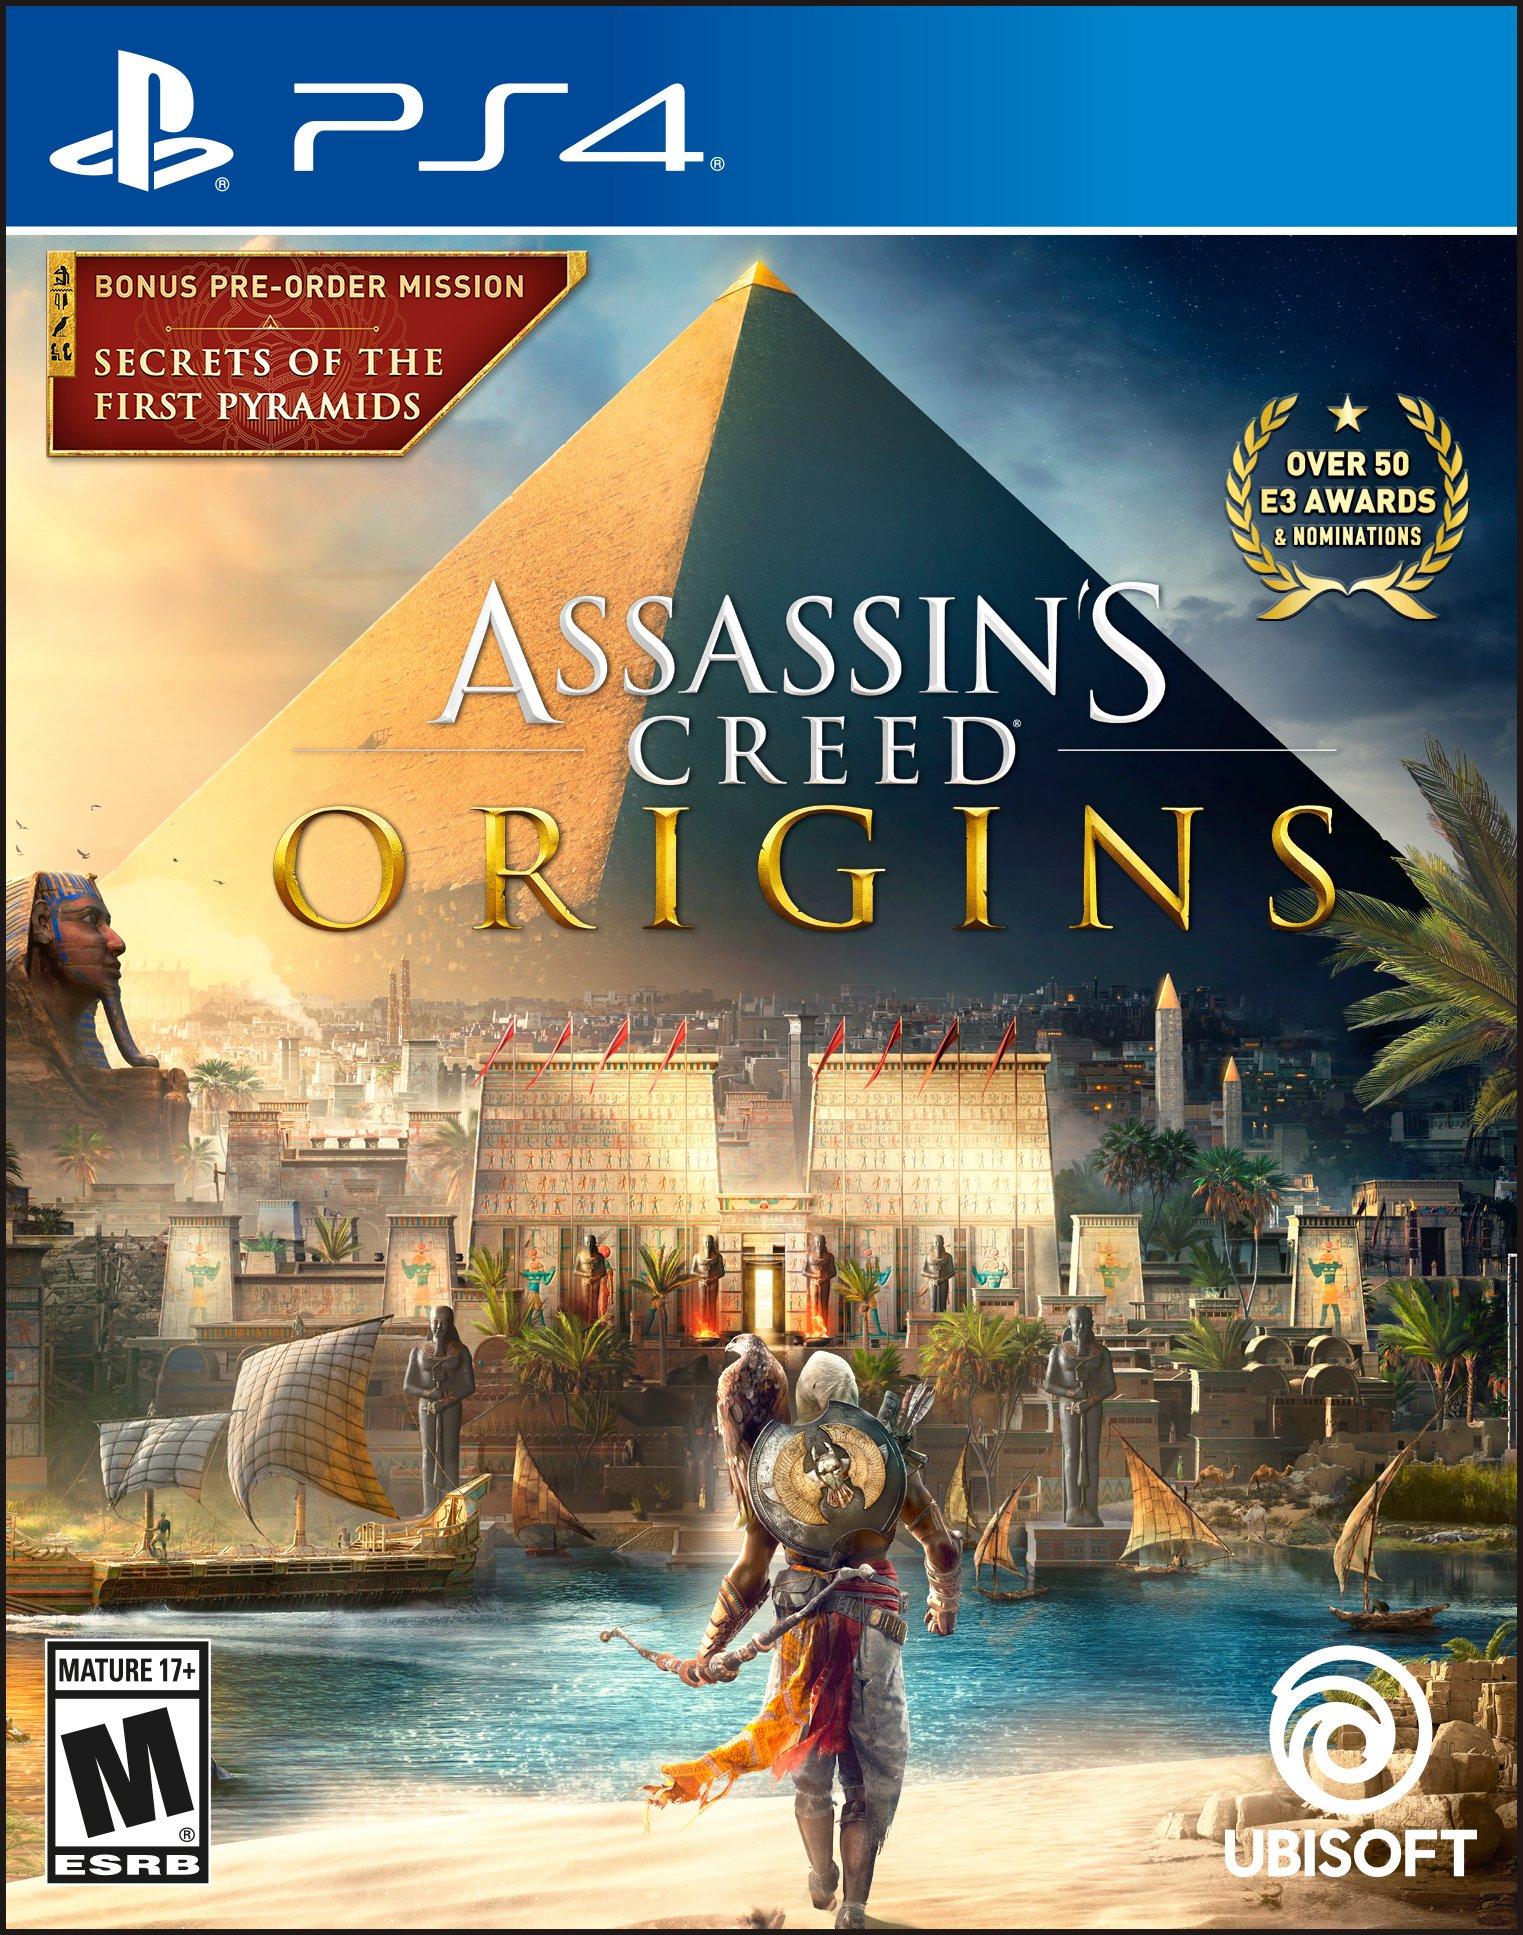 PS4®
BONUS PRE-ORDER MISSION
SECRETS OF THE
FIRST PYRAMIDS
OVER 50
E3 AWARDS
& NOMINATIONS
ASSASSIN'S
CREED®
ORIGINS
MATURE 17+
M®
ESRB
UBISOFT